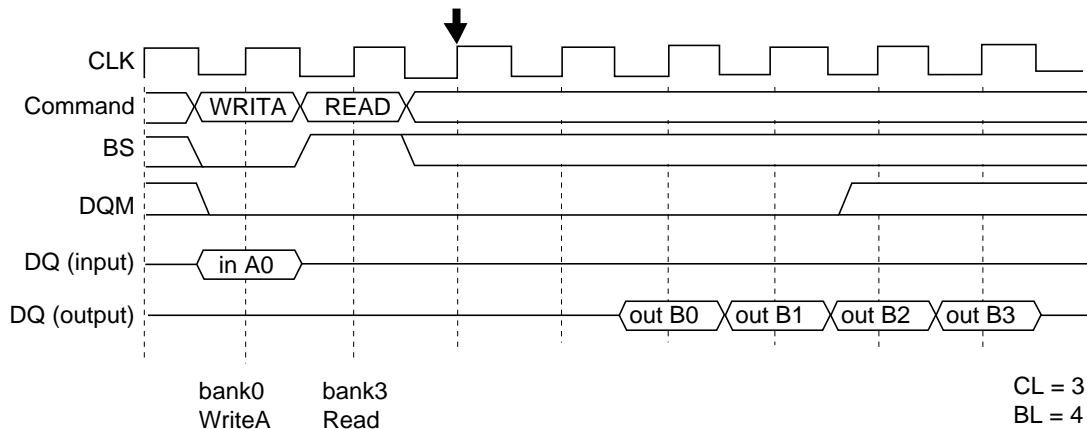 CLK
Command WRITA READ
BS
DQM
DQ (input) in A0
DQ (output) out B0 out B1 out B2 out B3
bank0 bank3 CL = 3
WriteA Read BL = 4